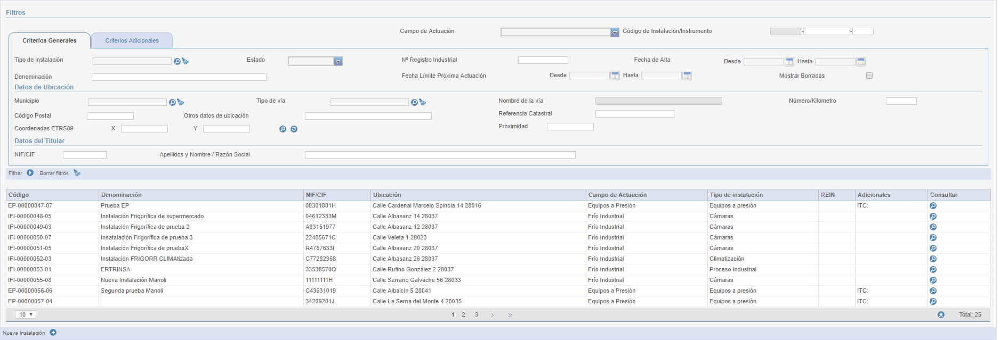 Filtros
Campo de Actuación Código de Instalación/Instrumento - -
Criterios Generales Criterios Adicionales
Tipo de instalación Estado Nº Registro Industrial Fecha de Alta Desde Hasta
Denominación Fecha Límite Próxima Actuación Desde Hasta Mostrar Borradas
Datos de Ubicación
Municipio Tipo de vía Nombre de la vía Número/Kilometro
Código Postal Otros datos de ubicación Referencia Catastral
Coordenadas ETRS89 X Y Proximidad
Datos del Titular
NIF/CIF Apellidos y Nombre / Razón Social
Filtrar Borrar filtros
Código Denominación NIF/CIF Ubicación Campo de Actuación Tipo de instalación REIN Adicionales Consultar
EP-00000047-07 Prueba EP 00301801H Calle Cardenal Marcelo Spinola 14 28016 Equipos a Presión Equipos a presión ITC:
IFI-00000048-05 Instalación Frigorífica de supermercado 04612333M Calle Albasanz 14 28037 Frío Industrial Cámaras
IFI-00000049-03 Instalación Frigorífica de prueba 2 A83151977 Calle Albasanz 12 28037 Frío Industrial Cámaras
IFI-00000050-07 Insatalación Frigorífica de prueba 3 22485671C Calle Veleta 1 28023 Frío Industrial Cámaras
IFI-00000051-05 Instalación Frigorífica de pruebaX R4787633I Calle Albasanz 20 28037 Frío Industrial Cámaras
IFI-00000052-03 Instalación FRIGORR CLIMAtizada C77282358 Calle Albasanz 26 28037 Frío Industrial Climatización
IFI-00000053-01 ERTRINSA 33538570Q Calle Rufino González 2 28037 Frío Industrial Proceso Industrial
IFI-00000055-08 Nueva Instalación Manoli 11111111H Calle Serrano Galvache 56 28033 Frío Industrial Cámaras
EP-00000056-06 Segunda prueba Manoli C43631019 Calle Albaicín 5 28041 Equipos a Presión Equipos a presión ITC:
EP-00000057-04 34209201J Calle La Serna del Monte 4 28035 Equipos a Presión Equipos a presión ITC:
10 1 2 3 › » Total: 25
Nueva Instalación